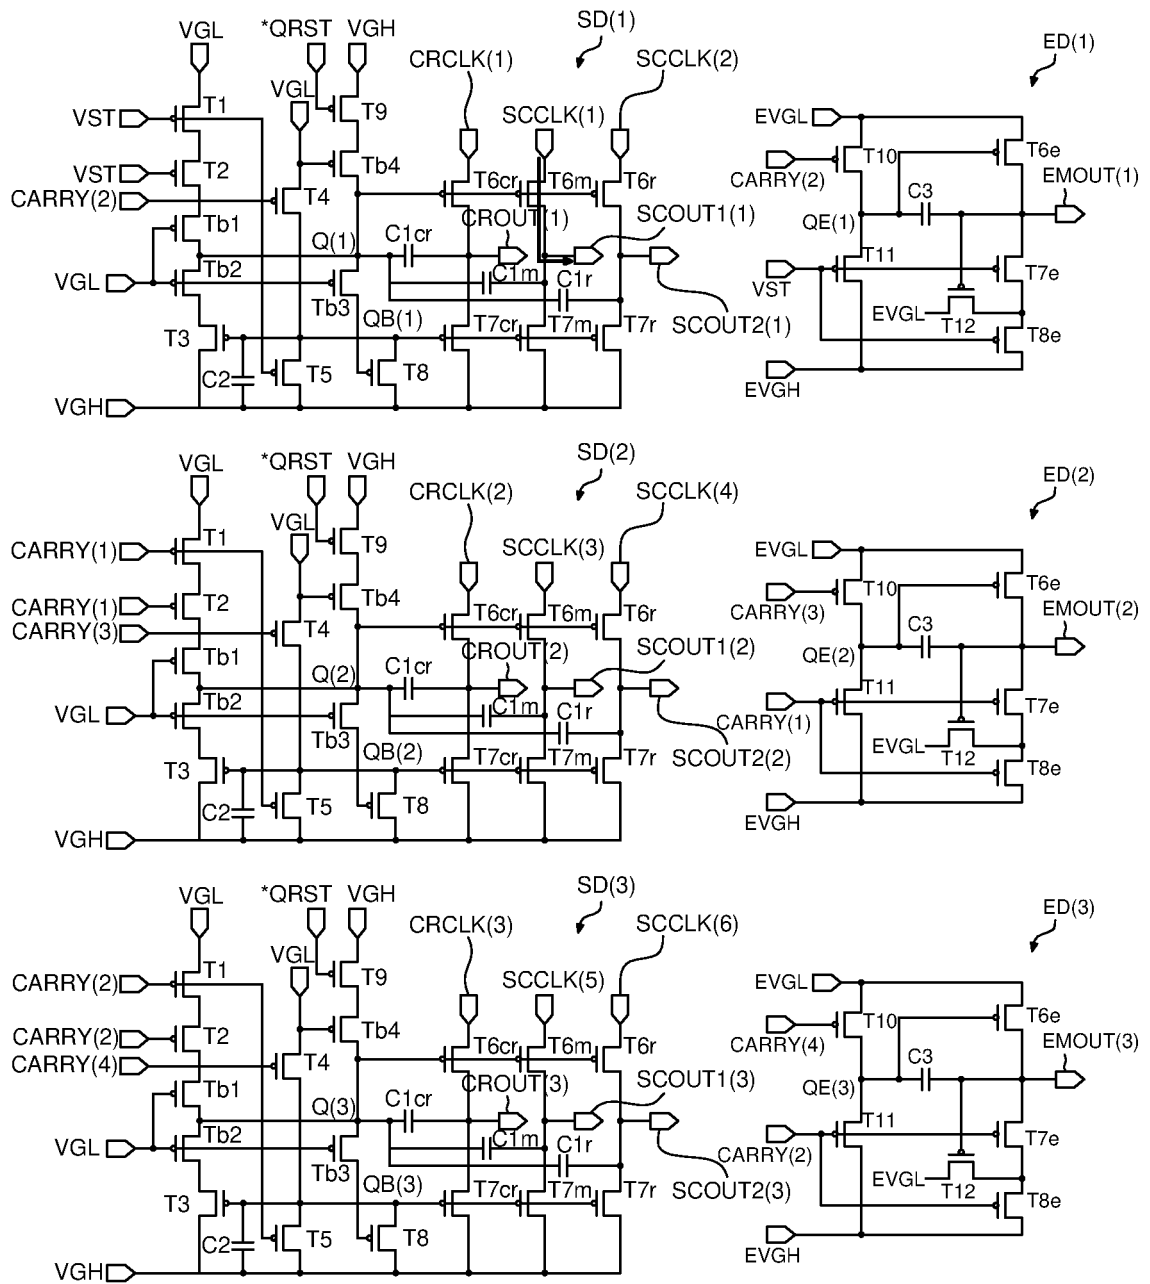 VGL *QRST VGH SD(1)
CRCLK(1) SCCLK(2) ED(1)
VGL
VST T1 T9 SCCLK(1) EVGL
VST T2 Tb4 T10 T6e
CARRY(2) T4 T6cr T6m T6r CARRY(2) C3 EMOUT(1)
Tb1 Q(1) C1cr CROUT(1) SCOUT1(1) QE(1)
VGL Tb2 Tb3 C1m C1r VST T11 T7e
QB(1) SCOUT2(1) EVGL T12
T3 T7cr T7m T7r T8e
C2 T5 T8
VGH EVGH
VGL *QRST VGH SD(2)
CRCLK(2) SCCLK(4) ED(2)
VGL
CARRY(1) T1 T9 SCCLK(3) EVGL
CARRY(1) T2 Tb4 T10 T6e
CARRY(3) T4 T6cr T6m T6r CARRY(3) C3 EMOUT(2)
Tb1 Q(2) C1cr CROUT(2) SCOUT1(2) QE(2)
VGL Tb2 Tb3 C1m C1r CARRY(1) T11 T7e
QB(2) SCOUT2(2) EVGL T12
T3 T7cr T7m T7r T8e
C2 T5 T8
VGH EVGH
VGL *QRST VGH SD(3)
CRCLK(3) SCCLK(6) ED(3)
VGL
CARRY(2) T1 T9 SCCLK(5) EVGL
CARRY(2) T2 Tb4 T10 T6e
CARRY(4) T4 T6cr T6m T6r CARRY(4) C3 EMOUT(3)
Tb1 Q(3) C1cr CROUT(3) SCOUT1(3) QE(3)
VGL Tb2 Tb3 C1m C1r CARRY(2) T11 T7e
QB(3) SCOUT2(3) EVGL T12
T3 T7cr T7m T7r T8e
C2 T5 T8
VGH EVGH